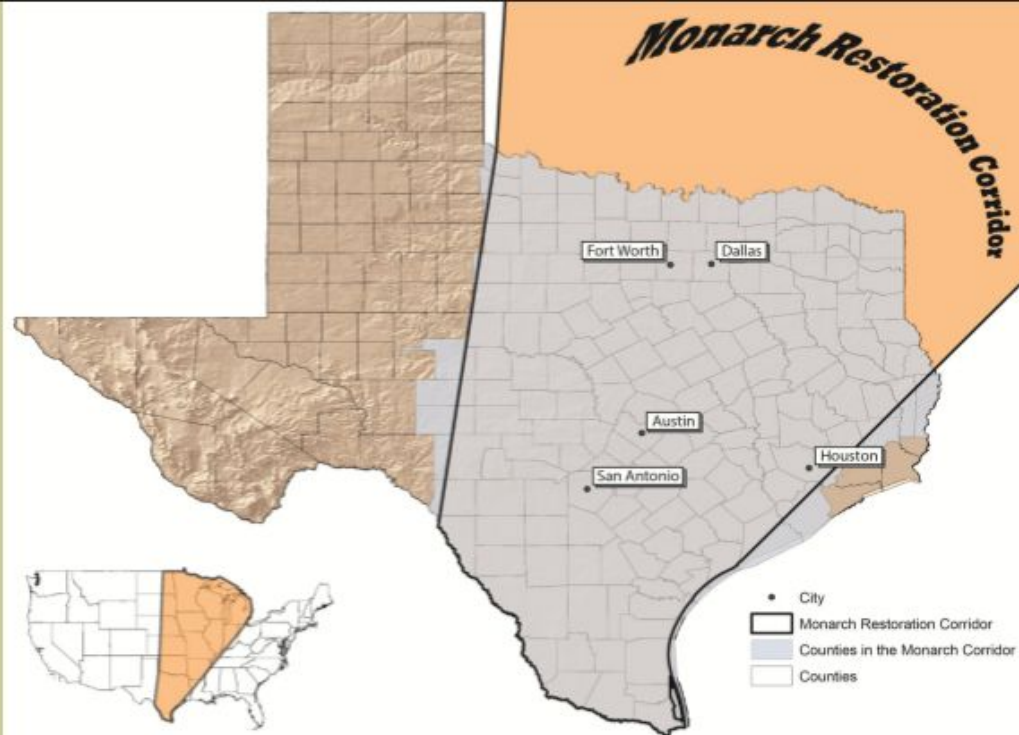 Monarch Restoration Corridor
Fort Worth
Dallas
Austin
Houston
San Antonio
City
Monarch Restoration Corridor
Counties in the Monarch Corridor
Counties